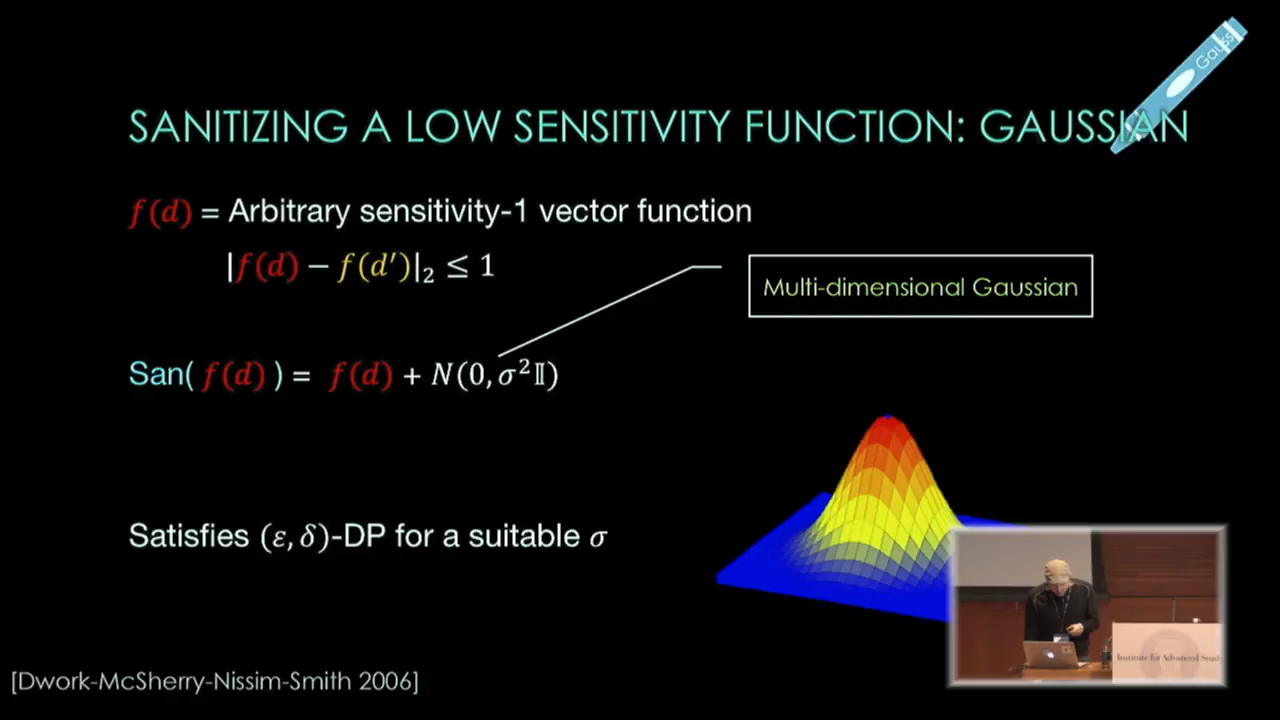 Gauss
SANITIZING A LOW SENSITIVITY FUNCTION: GAUSSIAN
f(d) = Arbitrary sensitivity-1 vector function
|f(d) − f(d′)|₂ ≤ 1
Multi-dimensional Gaussian
San( f(d) ) = f(d) + N(0, σ²𝕀)
Satisfies (ε, δ)-DP for a suitable σ
Institute for Advanced Study
[Dwork-McSherry-Nissim-Smith 2006]